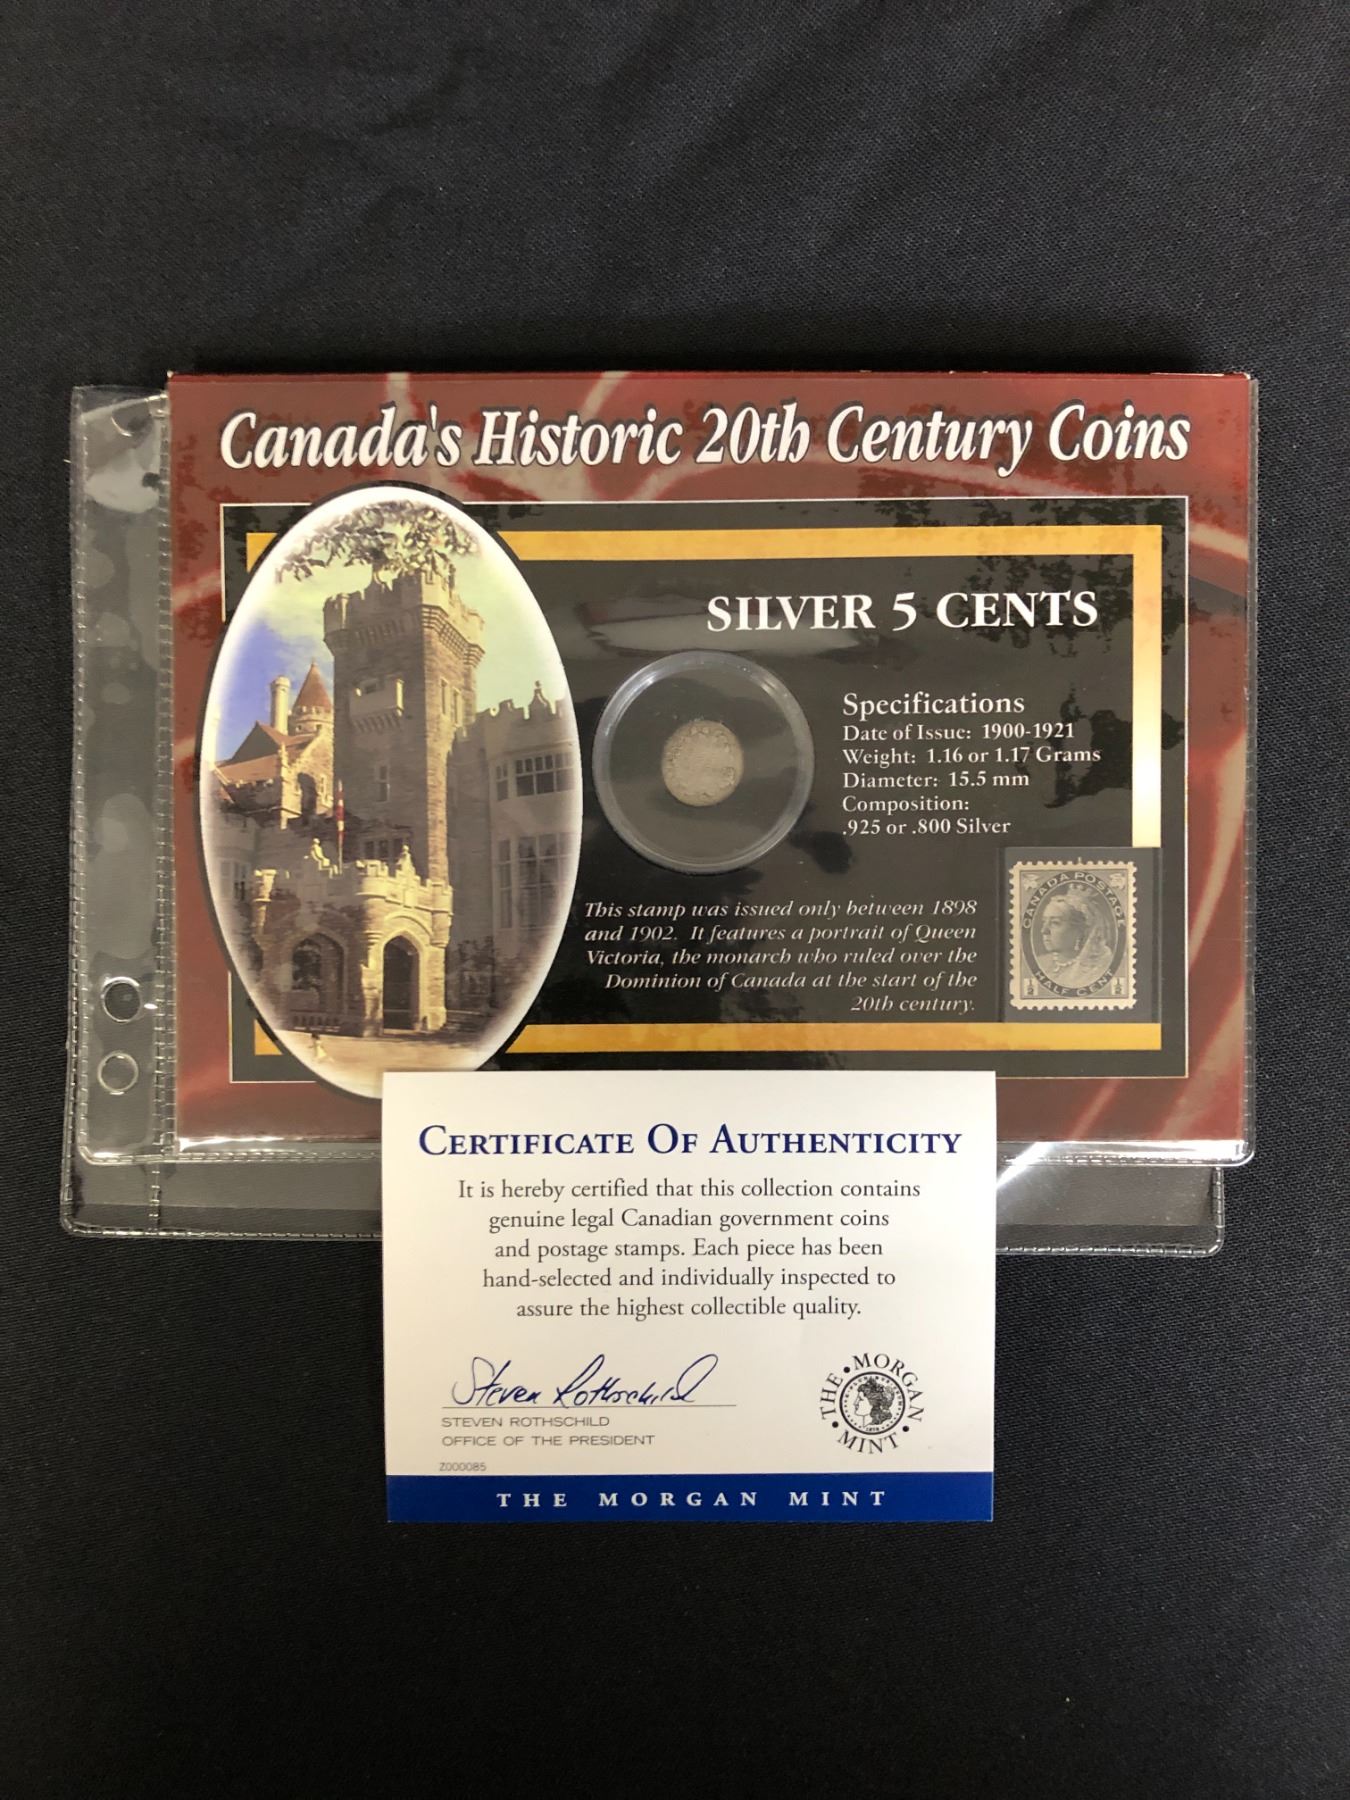 Canada's Historic 20th Century Coins
SILVER 5 CENTS
Specifications
Date of Issue: 1900-1921
Weight: 1.16 or 1.17 Grams
Diameter: 15.5 mm
Composition:
.925 or .800 Silver
This stamp was issued only between 1898
and 1902. It features a portrait of Queen
Victoria, the monarch who ruled over the
Dominion of Canada at the start of the
20th century.
CANADA POSTAGE
½ HALF CENT ½
CERTIFICATE OF AUTHENTICITY
It is hereby certified that this collection contains
genuine legal Canadian government coins
and postage stamps. Each piece has been
hand-selected and individually inspected to
assure the highest collectible quality.
Steven Rothschild
STEVEN ROTHSCHILD
OFFICE OF THE PRESIDENT
Z000085
• THE • MORGAN • MINT •
THE MORGAN MINT